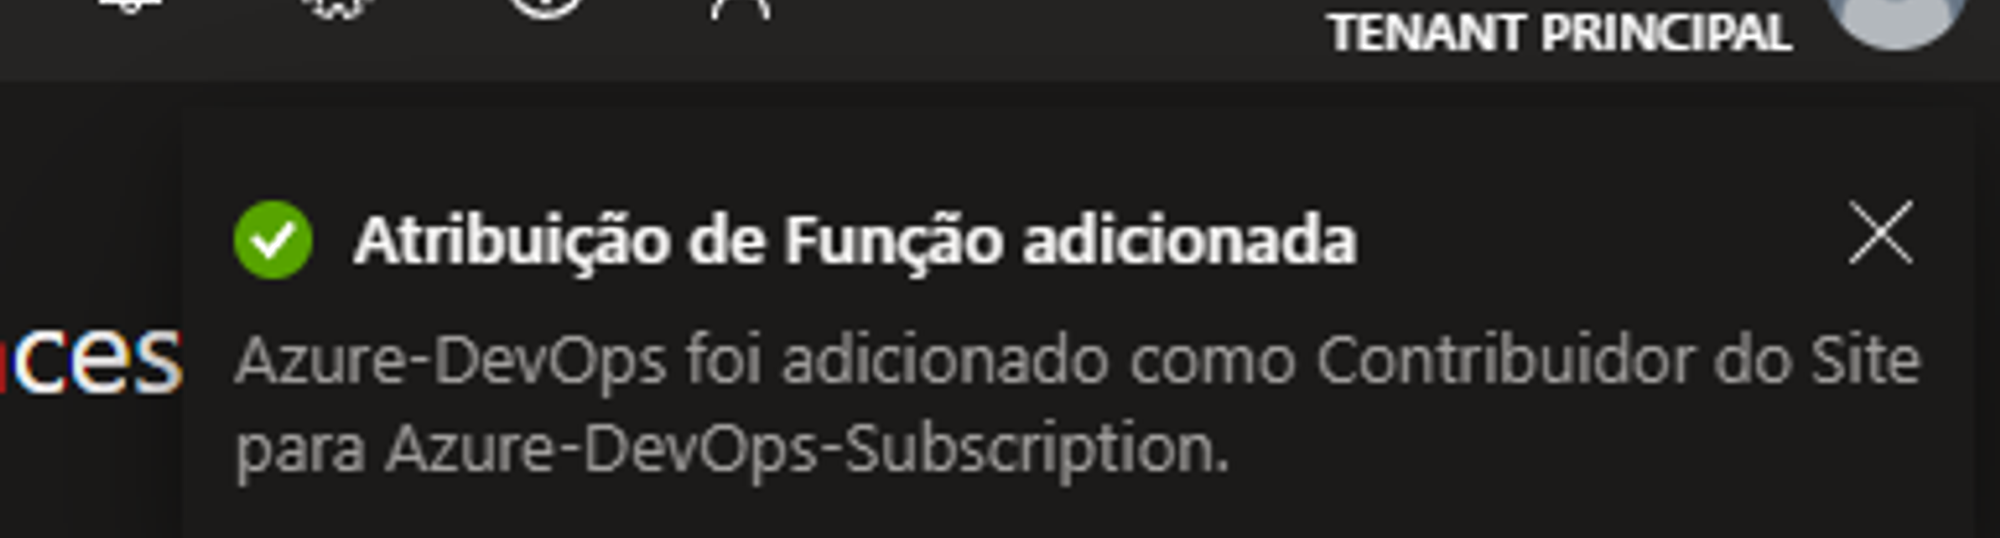 TENANT PRINCIPAL
Atribuição de Função adicionada
ces
Azure-DevOps foi adicionado como Contribuidor do Site
para Azure-DevOps-Subscription.